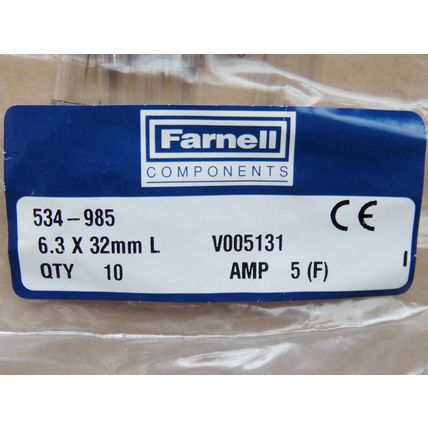 Farnell
COMPONENTS
534-985 CE
6.3 X 32mm L V005131
QTY 10 AMP 5 (F)